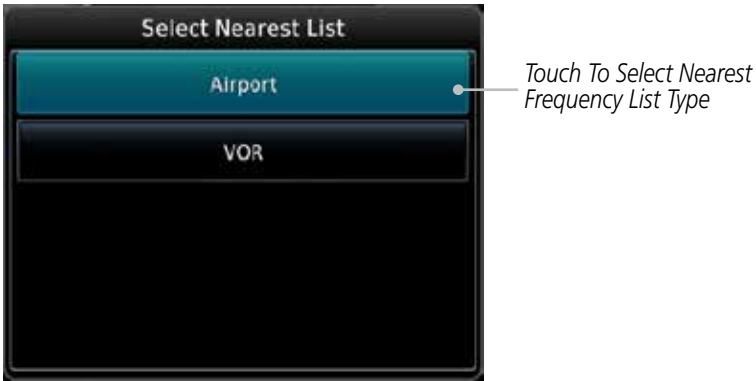 Select Nearest List
Airport
Touch To Select Nearest
Frequency List Type
VOR